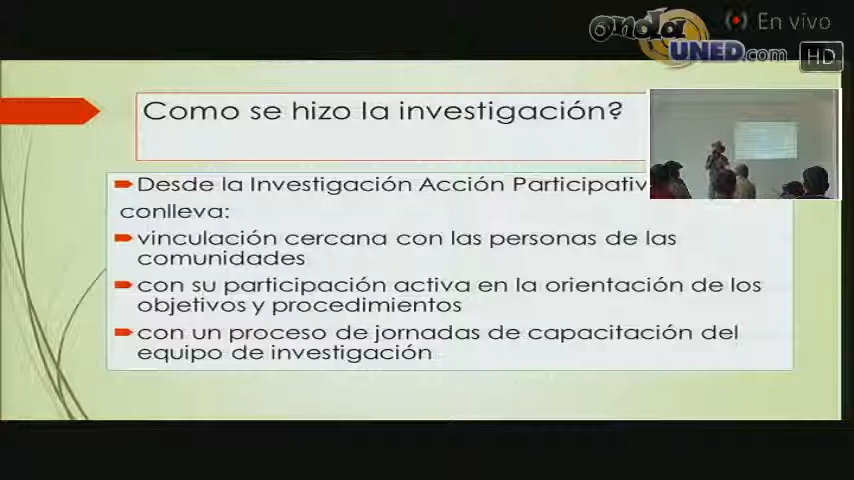 onda
UNED.com
En vivo
HD
Como se hizo la investigación?
Desde la Investigación Acción Participativ
conlleva:
vinculación cercana con las personas de las
comunidades
con su participación activa en la orientación de los
objetivos y procedimientos
con un proceso de jornadas de capacitación del
equipo de investigación